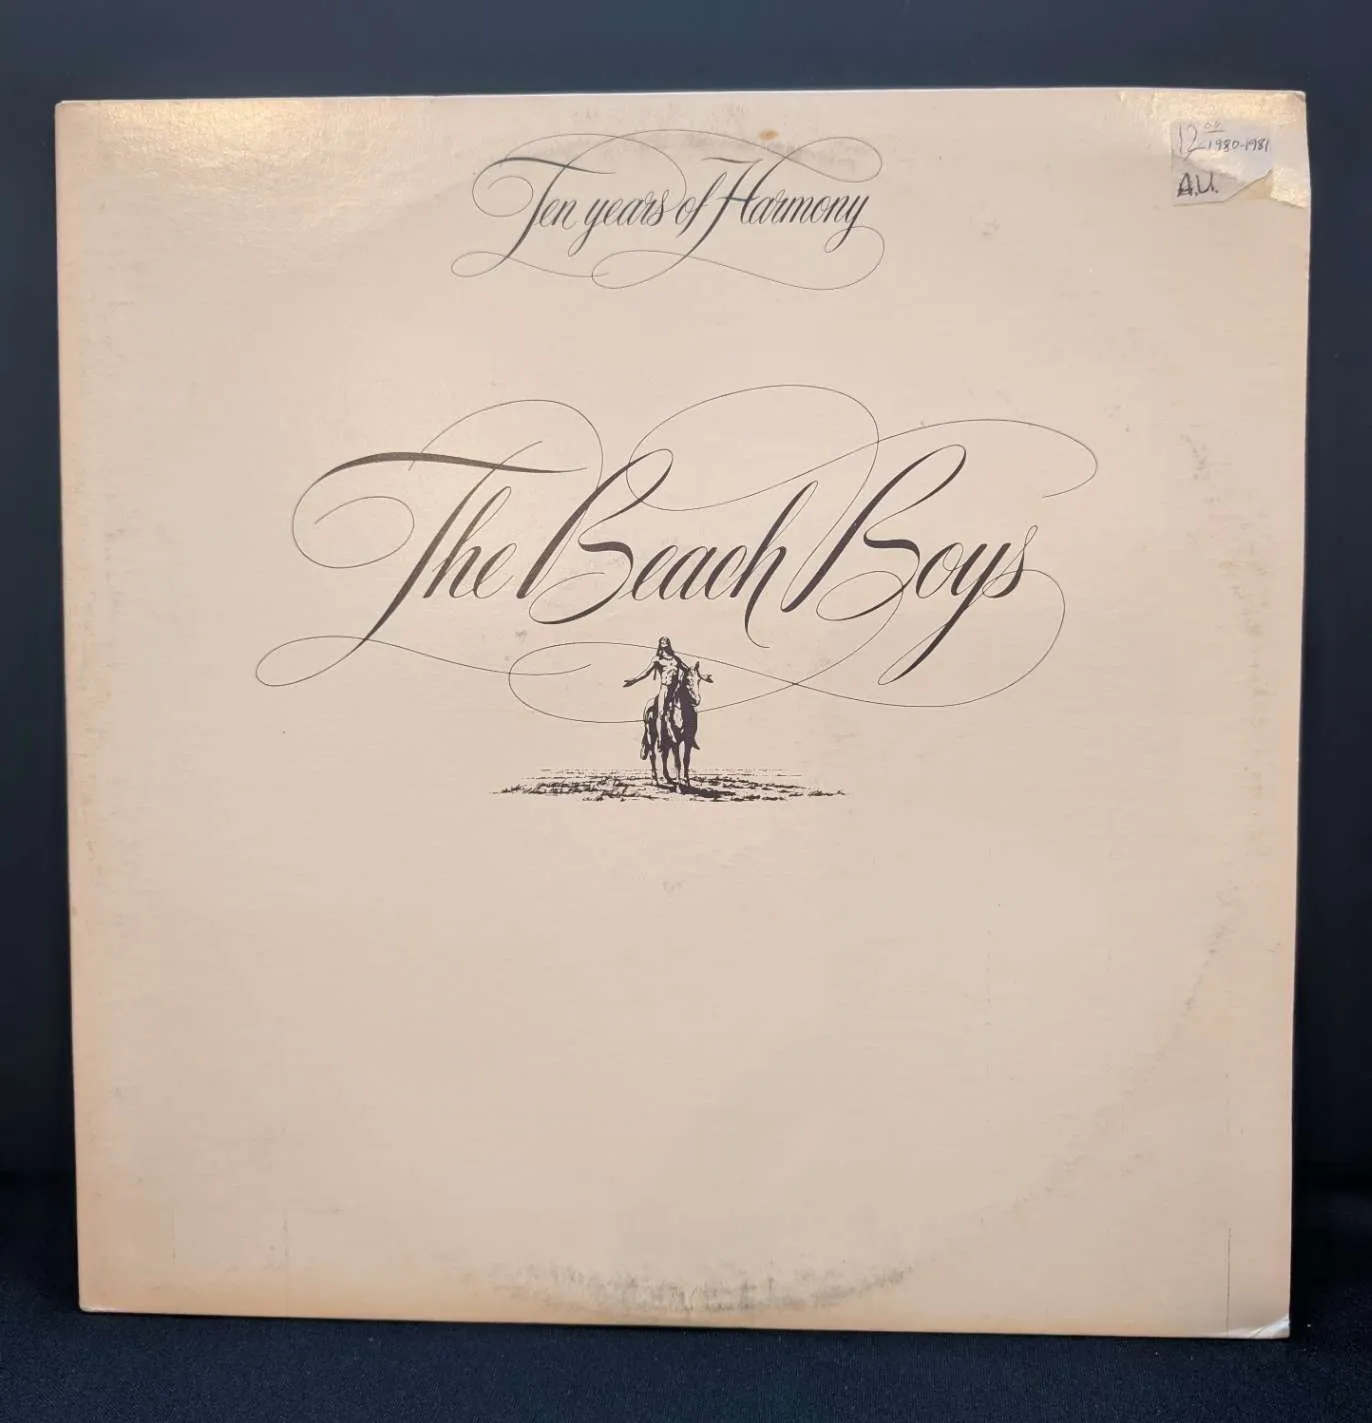 Ten years of Harmony
12 00
1980-1981
A.U.
The Beach Boys